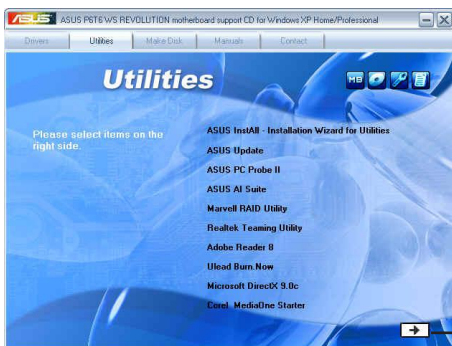 ASUS
ASUS P6T6 WS REVOLUTION motherboard support CD for Windows XP Home/Professional
Drivers
Utilities
Make Disk
Manuals
Contact
Utilities
MB
Please select items on the
right side.
ASUS InstAll - Installation Wizard for Utilities
ASUS Update
ASUS PC Probe II
ASUS AI Suite
Marvell RAID Utility
Realtek Teaming Utility
Adobe Reader 8
Ulead Burn.Now
Microsoft DirectX 9.0c
Corel MediaOne Starter